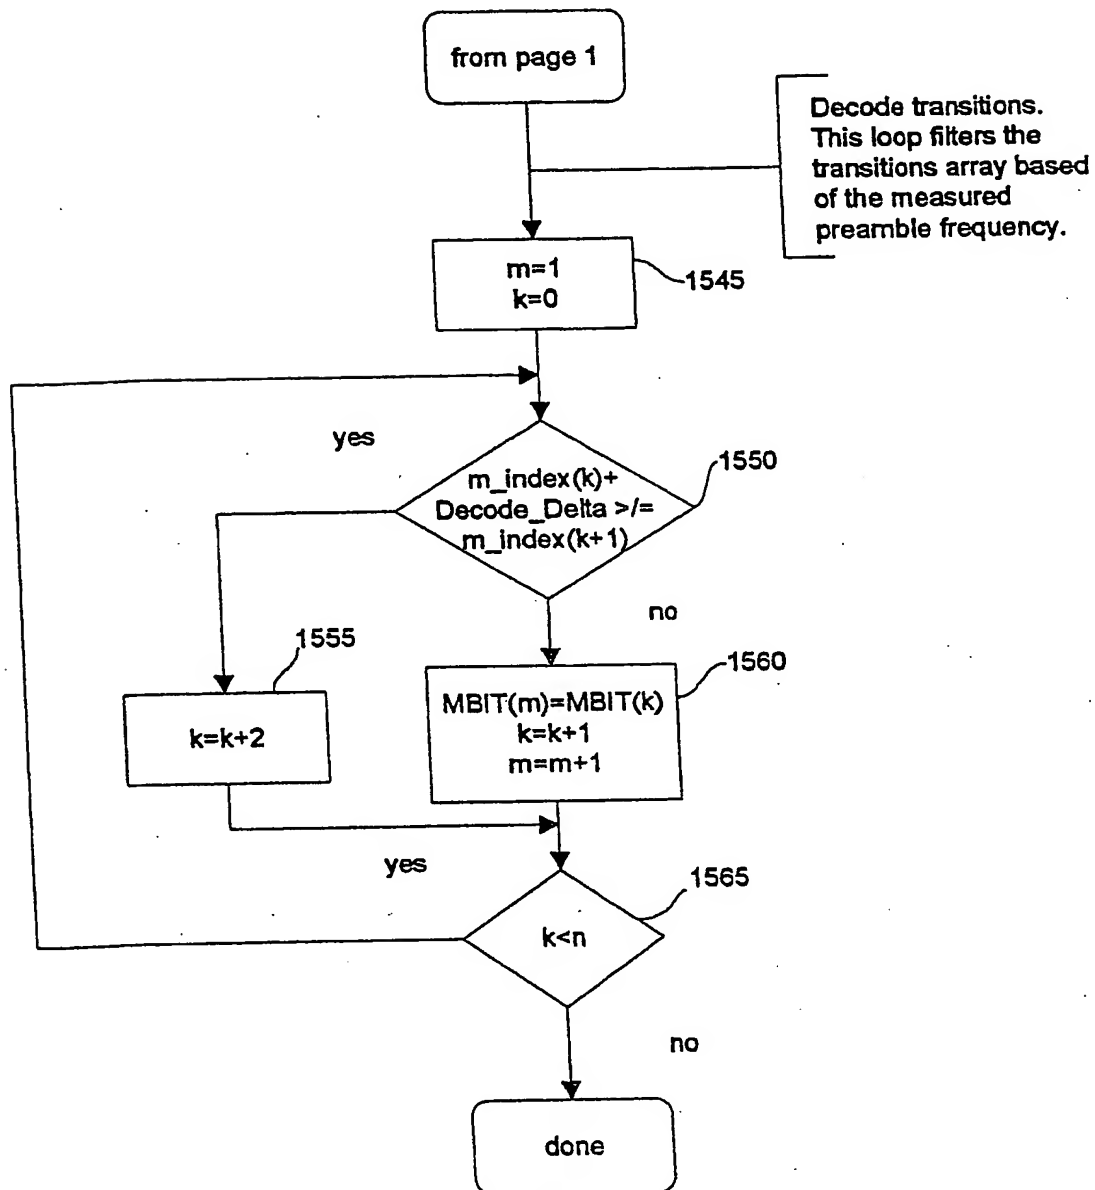 from page 1
Decode transitions.
This loop filters the
transitions array based
of the measured
preamble frequency.
m=1
k=0
1545
yes
m_index(k)+
Decode_Delta >/=
m_index(k+1)
1550
no
1555
k=k+2
1560
MBIT(m)=MBIT(k)
k=k+1
m=m+1
yes
1565
k<n
no
done